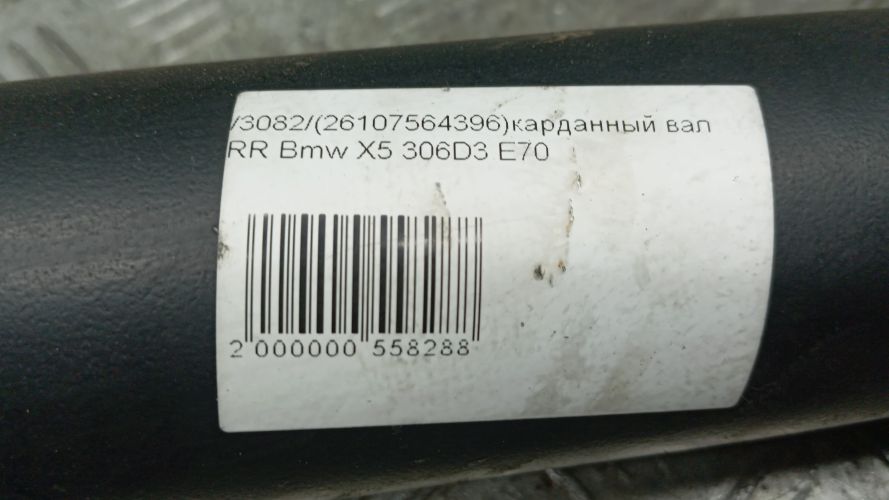 /3082/(26107564396)карданный вал
RR Bmw X5 306D3 E70
2 000000 558288